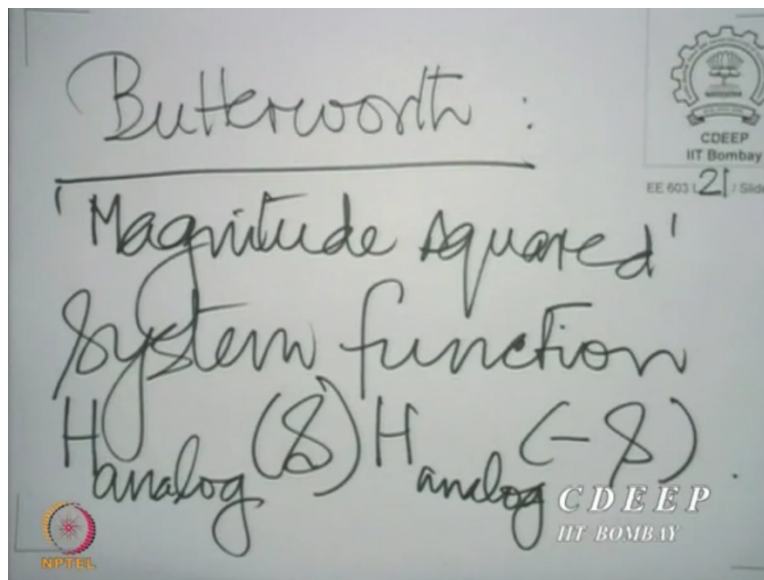 Butterworth :
CDEEP
IIT Bombay
EE 603 L 21 / Slide
'Magnitude squared'
System function
H analog (s) H analog (-s) .
CDEEP
IIT BOMBAY
NPTEL